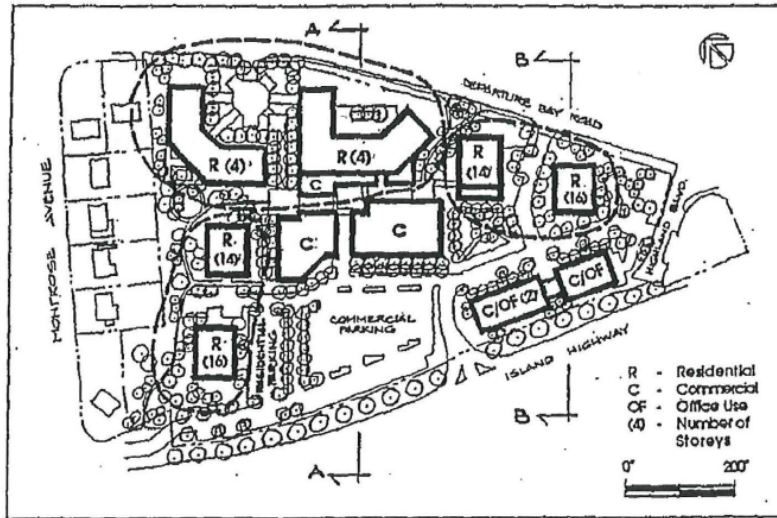 A
B
DEPARTURE BAY ROAD
R (4)
R (4)
R
(14)
R.
(16)
C
MONTROSE AVENUE
R.
(14)
C
C
HIGHLAND BLVD.
C/OF (2)
C/OF
COMMERCIAL
PARKING
R.
(16)
RESIDENTIAL
PARKING
ISLAND HIGHWAY
R - Residential
C - Commercial
OF - Office Use
(4) - Number of
Storeys
B
A
0" 200"